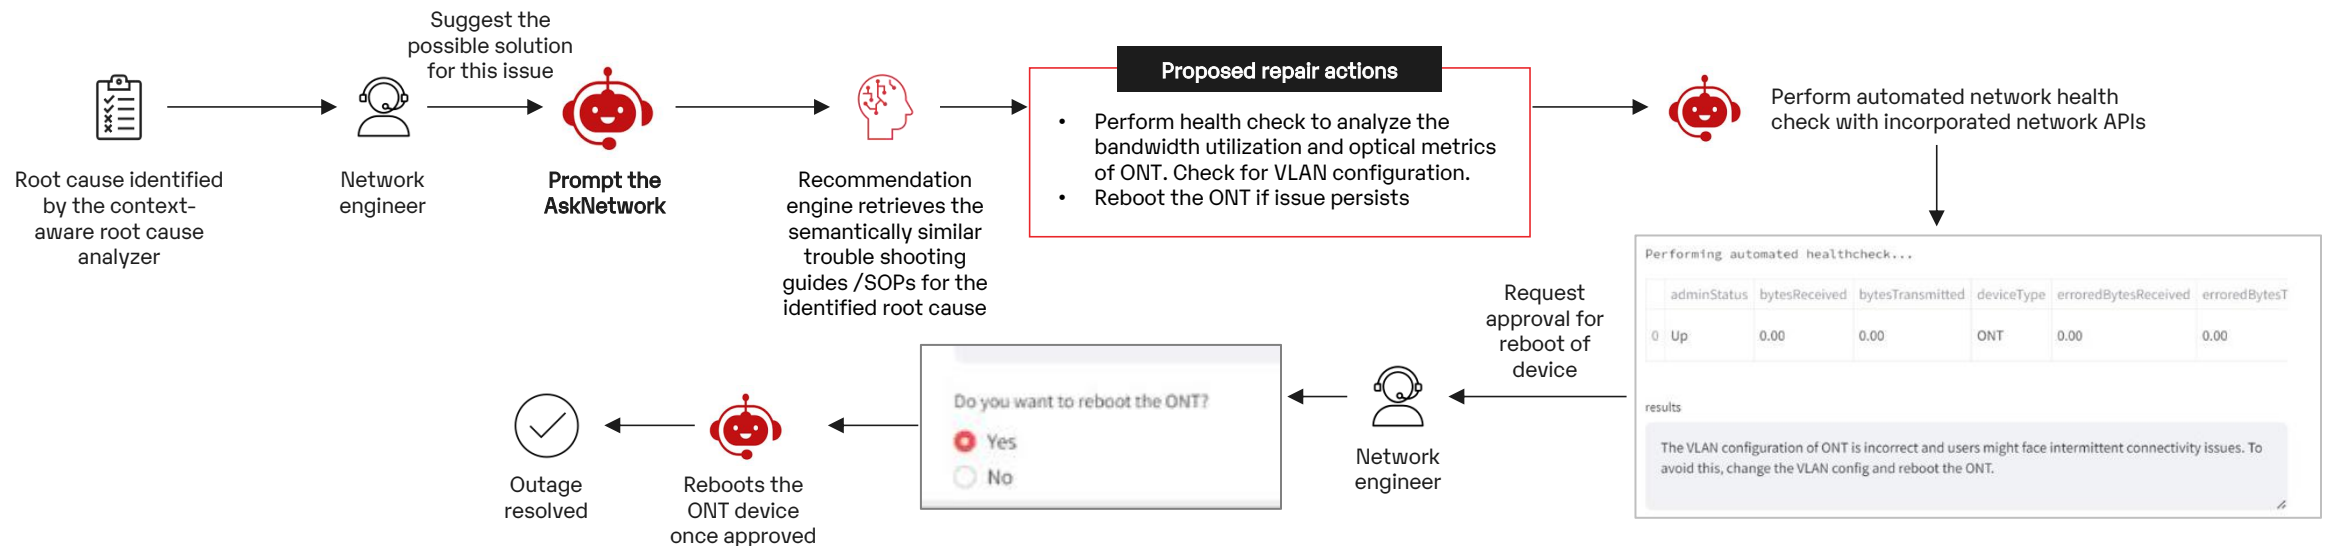 Suggest the
possible solution
for this issue
Root cause identified
by the context-
aware root cause
analyzer
Network
engineer
Prompt the
AskNetwork
Recommendation
engine retrieves the
semantically similar
trouble shooting
guides /SOPs for the
identified root cause
Proposed repair actions
• Perform health check to analyze the
bandwidth utilization and optical metrics
of ONT. Check for VLAN configuration.
• Reboot the ONT if issue persists
Perform automated network health
check with incorporated network APIs
Performing automated healthcheck...
adminStatus bytesReceived bytesTransmitted deviceType erroredBytesReceived erroredBytesT
0 Up 0.00 0.00 ONT 0.00 0.00
results
The VLAN configuration of ONT is incorrect and users might face intermittent connectivity issues. To
avoid this, change the VLAN config and reboot the ONT.
Request
approval for
reboot of
device
Network
engineer
Do you want to reboot the ONT?
Yes
No
Reboots the
ONT device
once approved
Outage
resolved